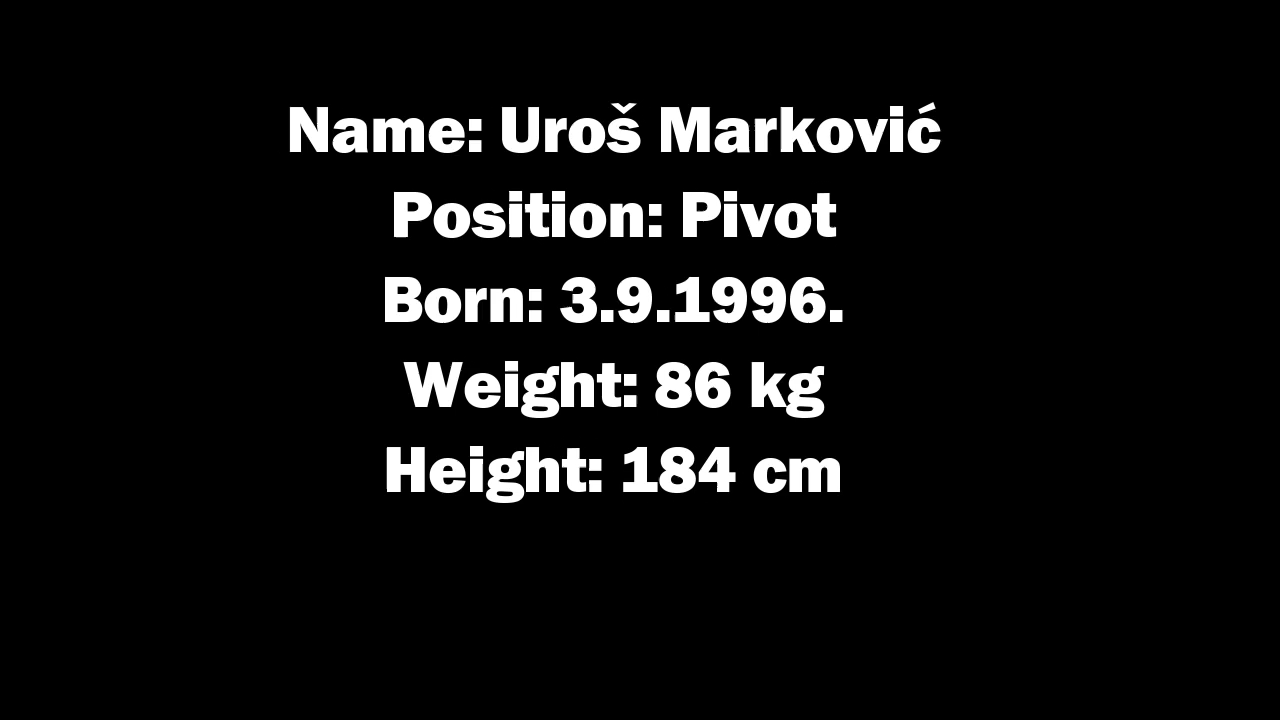 Name: Uroš Marković
Position: Pivot
Born: 3.9.1996.
Weight: 86 kg
Height: 184 cm